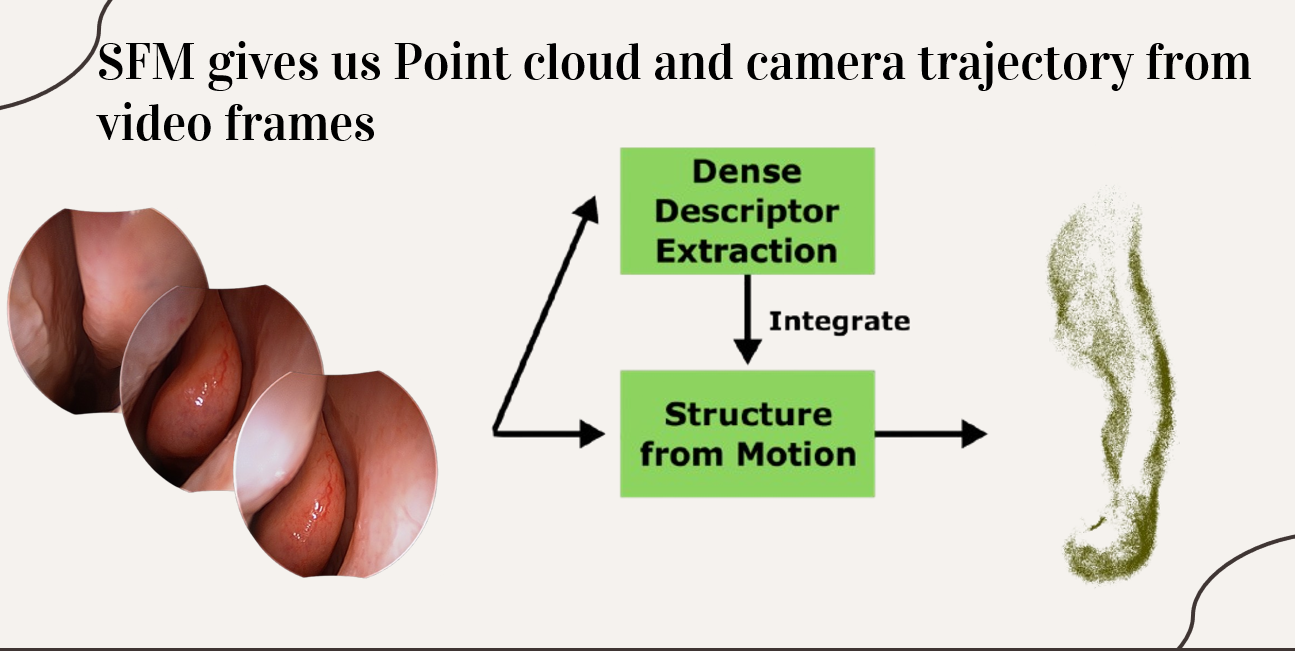 SFM gives us Point cloud and camera trajectory from
video frames
Dense
Descriptor
Extraction
Integrate
Structure
from Motion